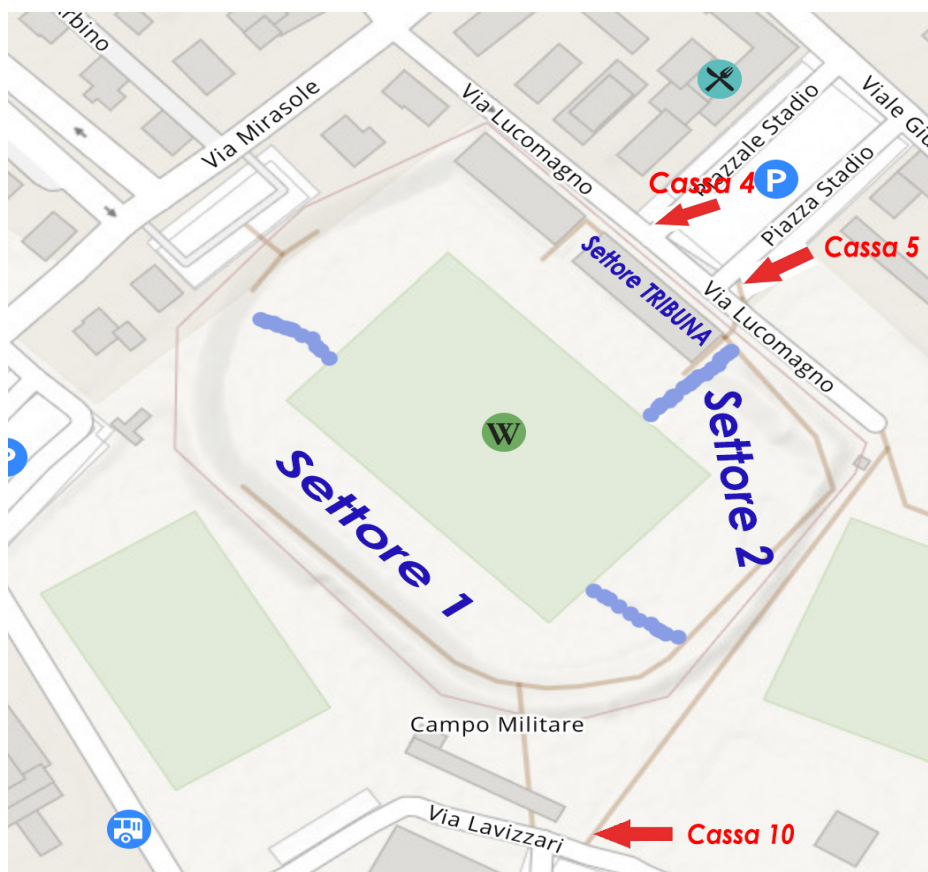 rbino
Via Mirasole
Via Lucomagno
Piazzale Stadio
Viale Giu
Cassa 4
P
Piazza Stadio
Cassa 5
Settore TRIBUNA
Via Lucomagno
Settore 2
W
P
Settore 1
Campo Militare
Via Lavizzari
Cassa 10